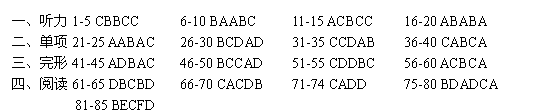 一、听力 1-5 CBBCC 6-10 BAABC 11-15 ACBCC 16-20 ABABA
二、单项 21-25 AABAC 26-30 BCDAD 31-35 CCDAB 36-40 CABCA
三、完形 41-45 ADBAC 46-50 BCCAD 51-55 CDDBC 56-60 ACBCA
四、阅读 61-65 DBCBD 66-70 CACDB 71-74 CADD 75-80 BDADCA
81-85 BECFD